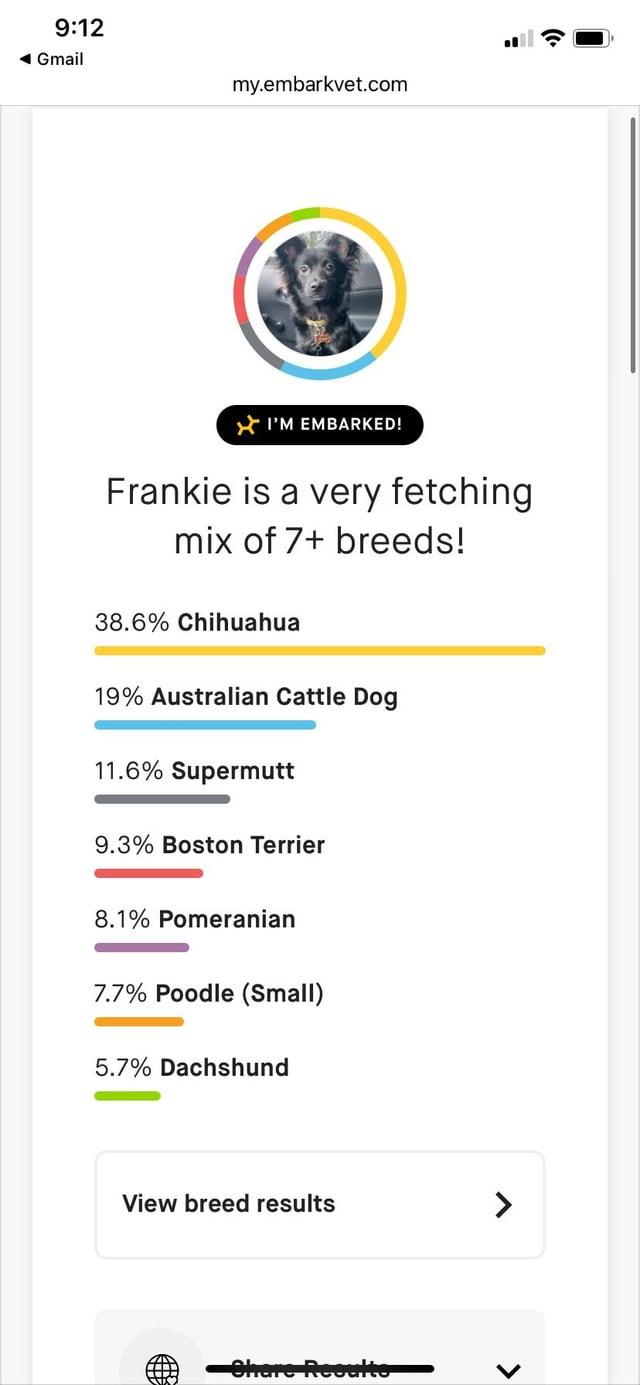 9:12
Gmail
my.embarkvet.com
I'M EMBARKED!
Frankie is a very fetching
mix of 7+ breeds!
38.6% Chihuahua
19% Australian Cattle Dog
11.6% Supermutt
9.3% Boston Terrier
8.1% Pomeranian
7.7% Poodle (Small)
5.7% Dachshund
View breed results
Share Results